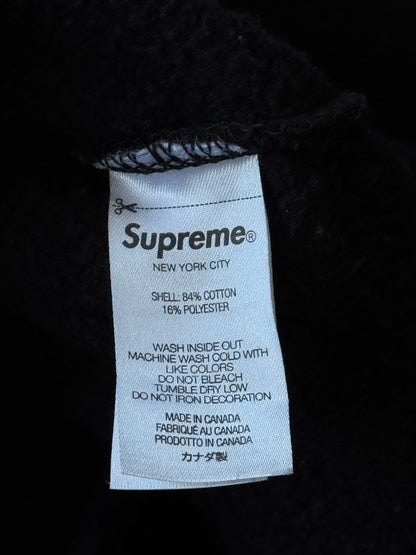 Supreme®
NEW YORK CITY
SHELL: 84% COTTON
16% POLYESTER
WASH INSIDE OUT
MACHINE WASH COLD WITH
LIKE COLORS
DO NOT BLEACH
TUMBLE DRY LOW
DO NOT IRON DECORATION
MADE IN CANADA
FABRIQUÉ AU CANADA
PRODOTTO IN CANADA
カナダ製